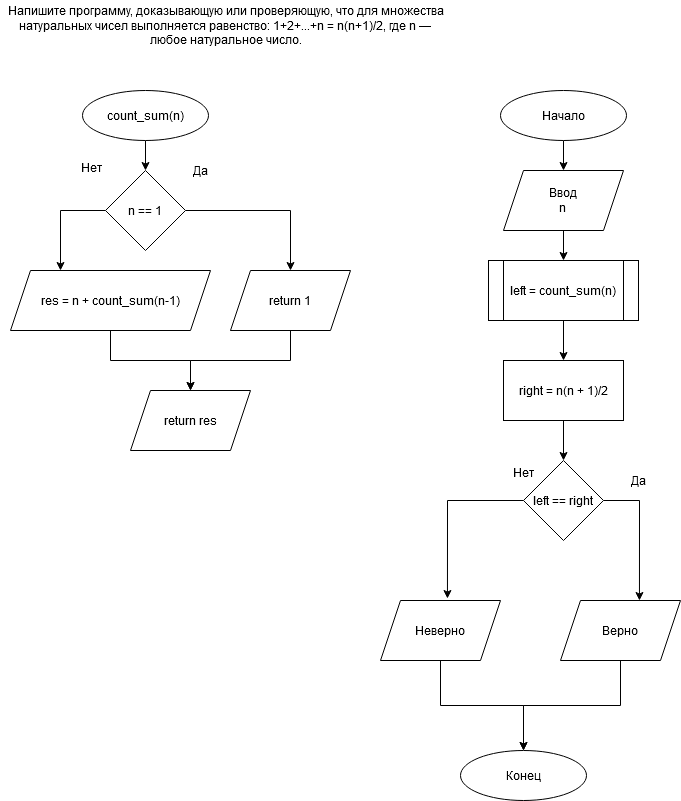 Напишите программу, доказывающую или проверяющую, что для множества
натуральных чисел выполняется равенство: 1+2+...+n = n(n+1)/2, где n —
любое натуральное число.
count_sum(n)
Нет
Да
n == 1
res = n + count_sum(n-1)
return 1
return res
Начало
Ввод
n
left = count_sum(n)
right = n(n + 1)/2
Нет
Да
left == right
Неверно
Верно
Конец